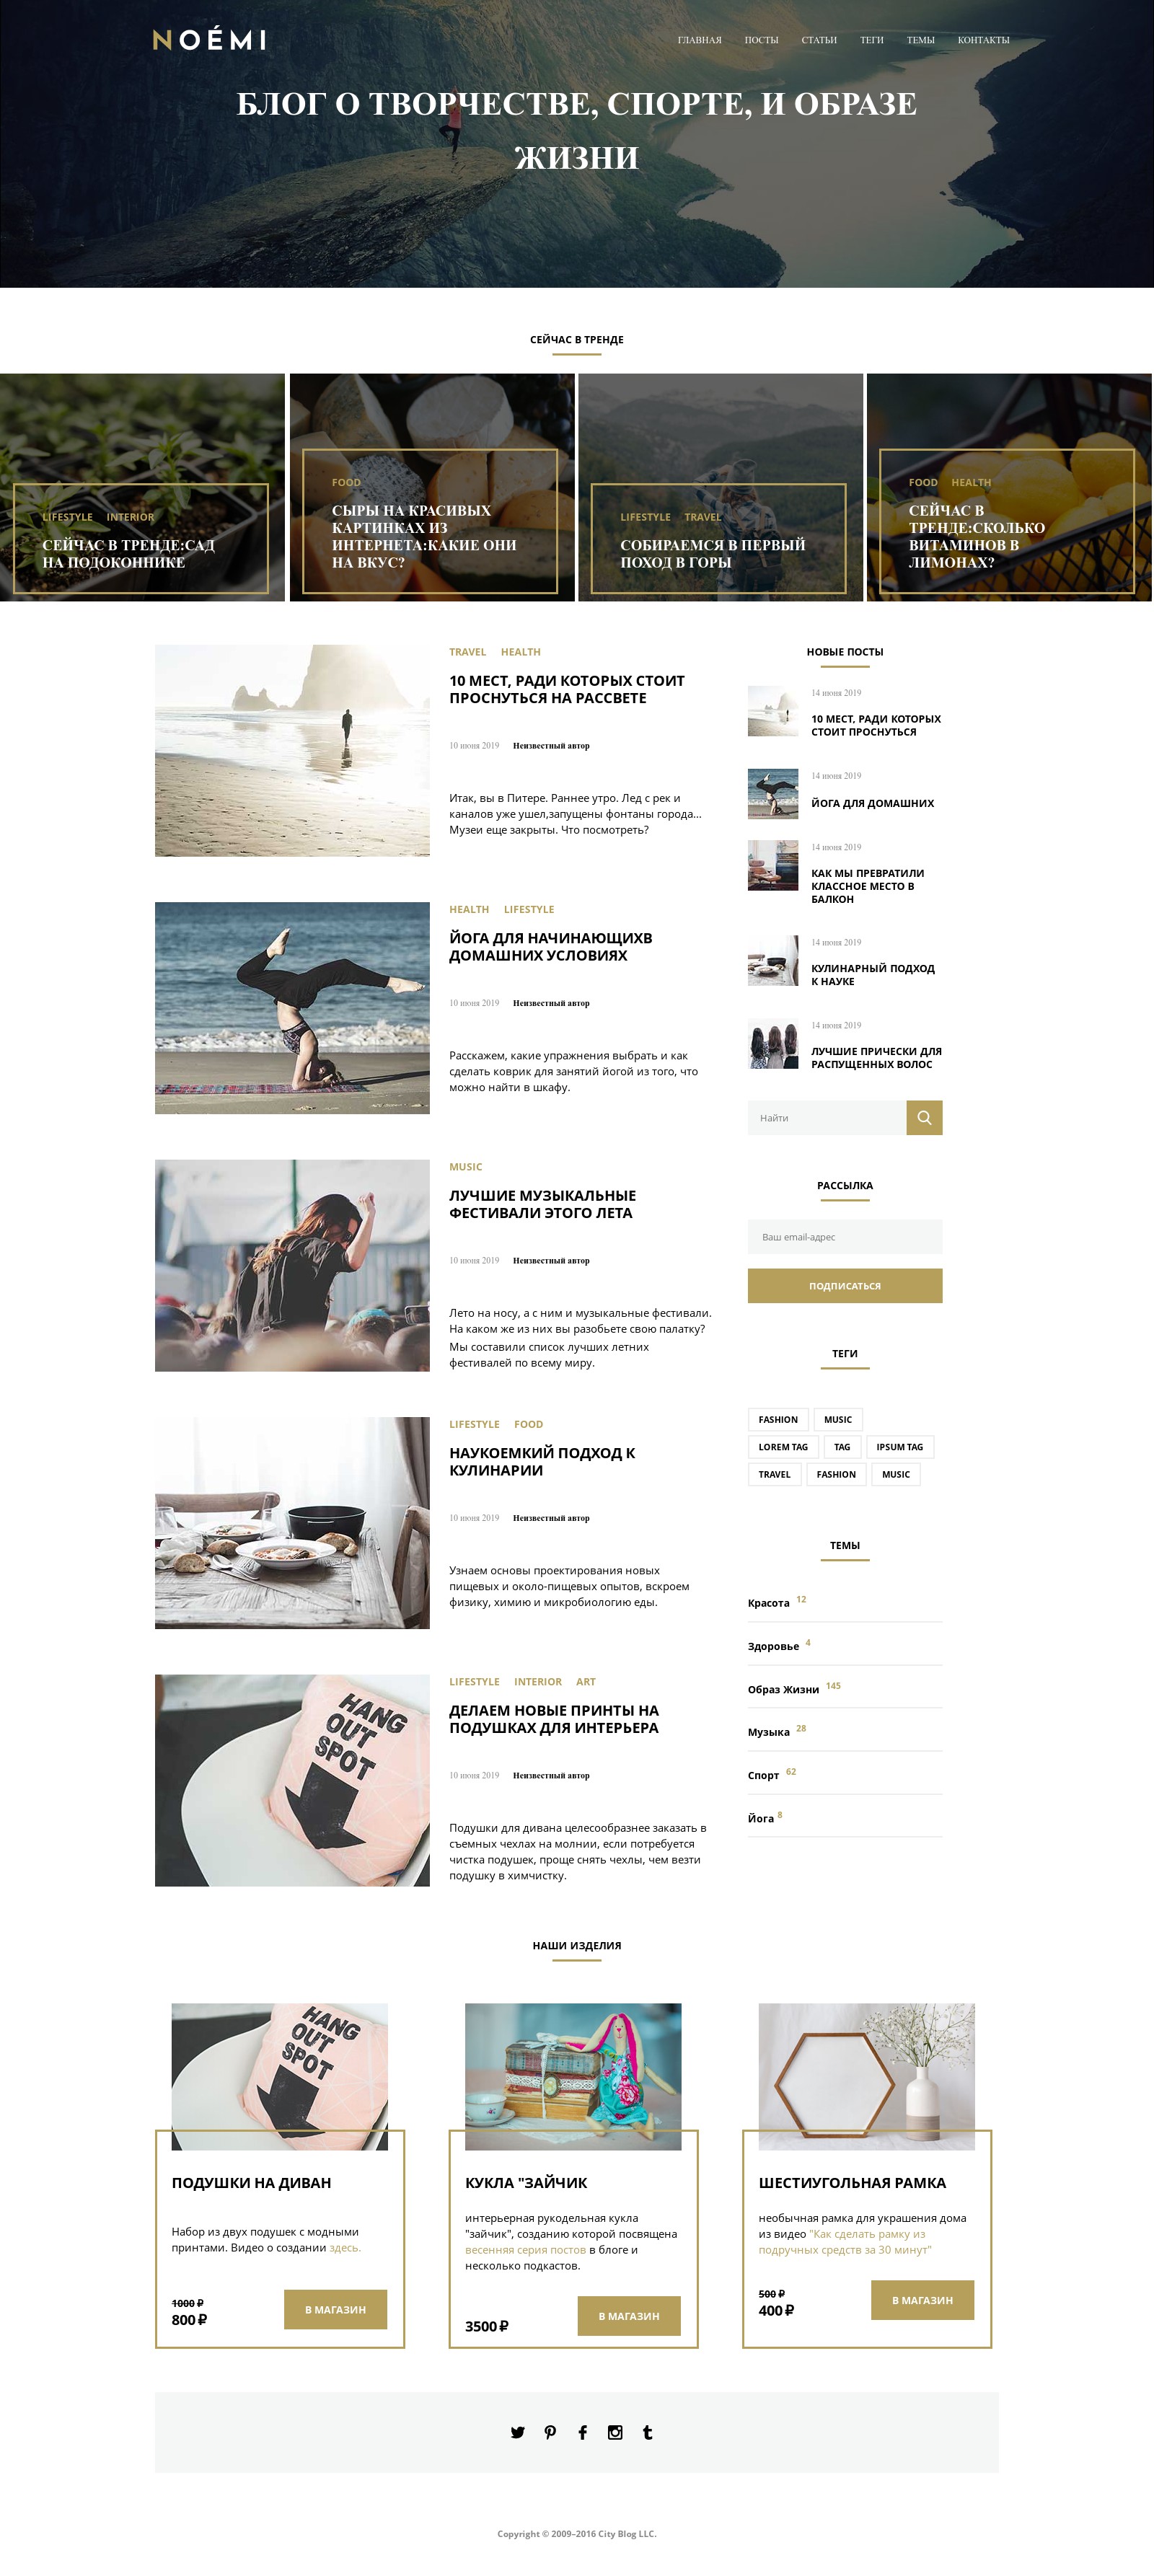 NOÉMI
ГЛАВНАЯ ПОСТЫ СТАТЬИ ТЕГИ ТЕМЫ КОНТАКТЫ
БЛОГ О ТВОРЧЕСТВЕ, СПОРТЕ, И ОБРАЗЕ
ЖИЗНИ
СЕЙЧАС В ТРЕНДЕ
LIFESTYLE INTERIOR
СЕЙЧАС В ТРЕНДЕ:САД
НА ПОДОКОННИКЕ
FOOD
СЫРЫ НА КРАСИВЫХ
КАРТИНКАХ ИЗ
ИНТЕРНЕТА:КАКИЕ ОНИ
НА ВКУС?
LIFESTYLE TRAVEL
СОБИРАЕМСЯ В ПЕРВЫЙ
ПОХОД В ГОРЫ
FOOD HEALTH
СЕЙЧАС В
ТРЕНДЕ:СКОЛЬКО
ВИТАМИНОВ В
ЛИМОНАХ?
TRAVEL HEALTH
10 МЕСТ, РАДИ КОТОРЫХ СТОИТ
ПРОСНУТЬСЯ НА РАССВЕТЕ
10 июня 2019 Неизвестный автор
Итак, вы в Питере. Раннее утро. Лед с рек и
каналов уже ушел,запущены фонтаны города...
Музеи еще закрыты. Что посмотреть?
HEALTH LIFESTYLE
ЙОГА ДЛЯ НАЧИНАЮЩИХВ
ДОМАШНИХ УСЛОВИЯХ
10 июня 2019 Неизвестный автор
Расскажем, какие упражнения выбрать и как
сделать коврик для занятий йогой из того, что
можно найти в шкафу.
MUSIC
ЛУЧШИЕ МУЗЫКАЛЬНЫЕ
ФЕСТИВАЛИ ЭТОГО ЛЕТА
10 июня 2019 Неизвестный автор
Лето на носу, а с ним и музыкальные фестивали.
На каком же из них вы разобьете свою палатку?
Мы составили список лучших летних
фестивалей по всему миру.
LIFESTYLE FOOD
НАУКОЕМКИЙ ПОДХОД К
КУЛИНАРИИ
10 июня 2019 Неизвестный автор
Узнаем основы проектирования новых
пищевых и около-пищевых опытов, вскроем
физику, химию и микробиологию еды.
HANG
OUT
SPOT
LIFESTYLE INTERIOR ART
ДЕЛАЕМ НОВЫЕ ПРИНТЫ НА
ПОДУШКАХ ДЛЯ ИНТЕРЬЕРА
10 июня 2019 Неизвестный автор
Подушки для дивана целесообразнее заказать в
съемных чехлах на молнии, если потребуется
чистка подушек, проще снять чехлы, чем везти
подушку в химчистку.
НОВЫЕ ПОСТЫ
14 июня 2019
10 МЕСТ, РАДИ КОТОРЫХ
СТОИТ ПРОСНУТЬСЯ
14 июня 2019
ЙОГА ДЛЯ ДОМАШНИХ
14 июня 2019
КАК МЫ ПРЕВРАТИЛИ
КЛАССНОЕ МЕСТО В
БАЛКОН
14 июня 2019
КУЛИНАРНЫЙ ПОДХОД
К НАУКЕ
14 июня 2019
ЛУЧШИЕ ПРИЧЕСКИ ДЛЯ
РАСПУЩЕННЫХ ВОЛОС
Найти
РАССЫЛКА
Ваш email-адрес
ПОДПИСАТЬСЯ
ТЕГИ
FASHION MUSIC
LOREM TAG TAG IPSUM TAG
TRAVEL FASHION MUSIC
ТЕМЫ
Красота 12
Здоровье 4
Образ Жизни 145
Музыка 28
Спорт 62
Йога 8
НАШИ ИЗДЕЛИЯ
HANG
OUT
SPOT
ПОДУШКИ НА ДИВАН
Набор из двух подушек с модными
принтами. Видео о создании здесь.
1000 ₽
800 ₽
В МАГАЗИН
КУКЛА "ЗАЙЧИК
интерьерная рукодельная кукла
"зайчик", созданию которой посвящена
весенняя серия постов в блоге и
несколько подкастов.
3500 ₽
В МАГАЗИН
ШЕСТИУГОЛЬНАЯ РАМКА
необычная рамка для украшения дома
из видео "Как сделать рамку из
подручных средств за 30 минут"
500 ₽
400 ₽
В МАГАЗИН
Copyright © 2009–2016 City Blog LLC.